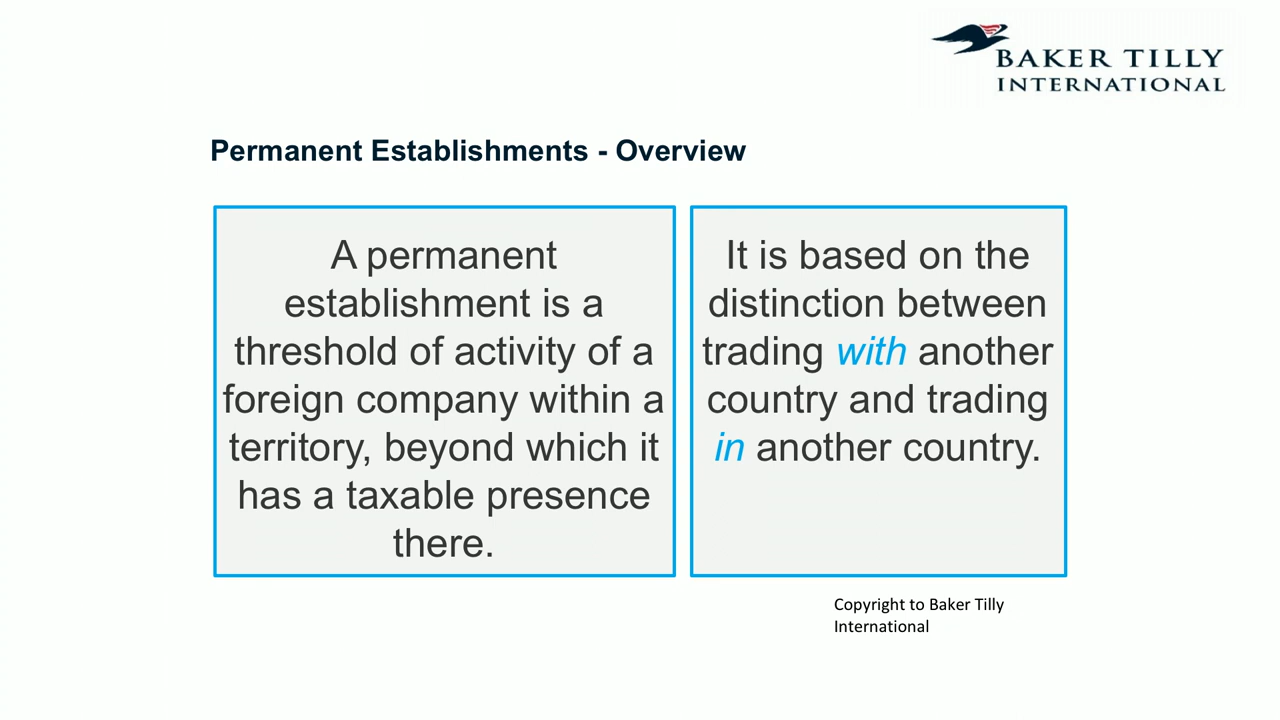 BAKER TILLY
INTERNATIONAL
Permanent Establishments - Overview
A permanent
establishment is a
threshold of activity of a
foreign company within a
territory, beyond which it
has a taxable presence
there.
It is based on the
distinction between
trading with another
country and trading
in another country.
Copyright to Baker Tilly
International